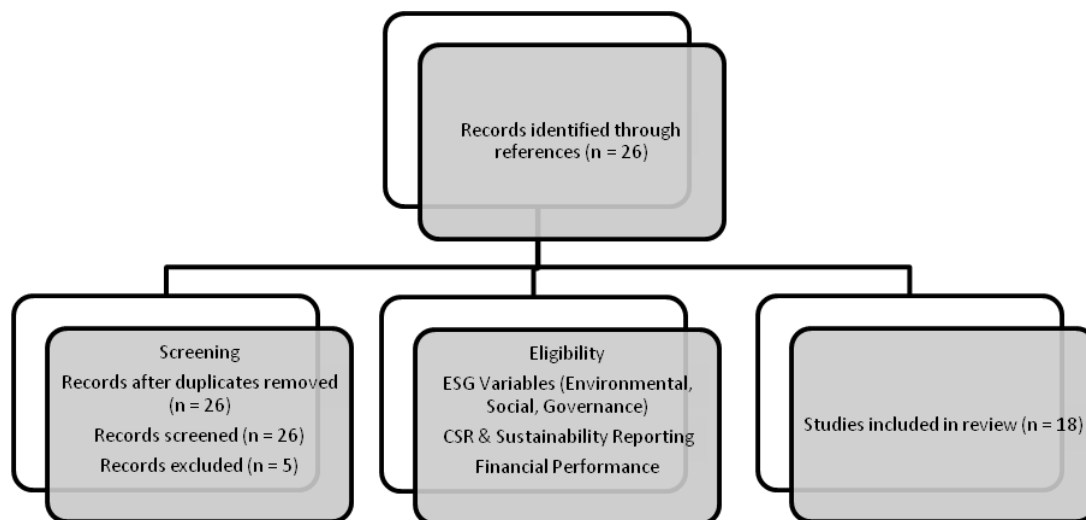 Records identified through
references (n = 26)
Screening
Records after duplicates removed
(n = 26)
Records screened (n = 26)
Records excluded (n = 5)
Eligibility
ESG Variables (Environmental,
Social, Governance)
CSR & Sustainability Reporting
Financial Performance
Studies included in review (n = 18)